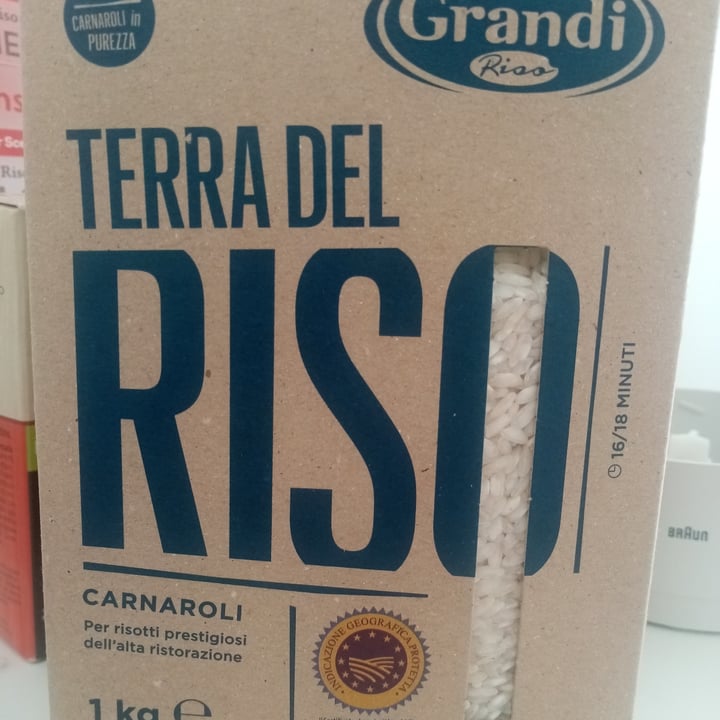 CARNAROLI in
PUREZZA
Grandi
Riso
TERRA DEL
RISO
16/18 MINUTI
CARNAROLI
Per risotti prestigiosi
dell'alta ristorazione
1 kg e
INDICAZIONE GEOGRAFICA PROTETTA
BRAUN